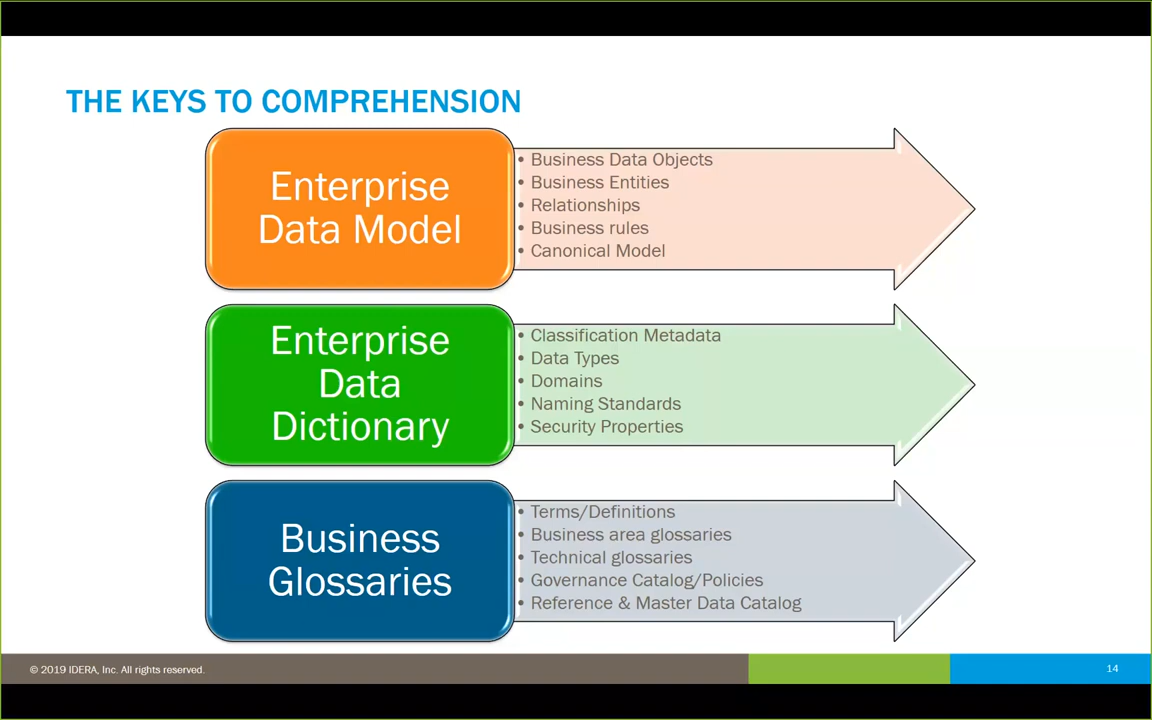 THE KEYS TO COMPREHENSION
Enterprise
Data Model
• Business Data Objects
• Business Entities
• Relationships
• Business rules
• Canonical Model
Enterprise
Data
Dictionary
• Classification Metadata
• Data Types
• Domains
• Naming Standards
• Security Properties
Business
Glossaries
• Terms/Definitions
• Business area glossaries
• Technical glossaries
• Governance Catalog/Policies
• Reference & Master Data Catalog
© 2019 IDERA, Inc. All rights reserved.
14